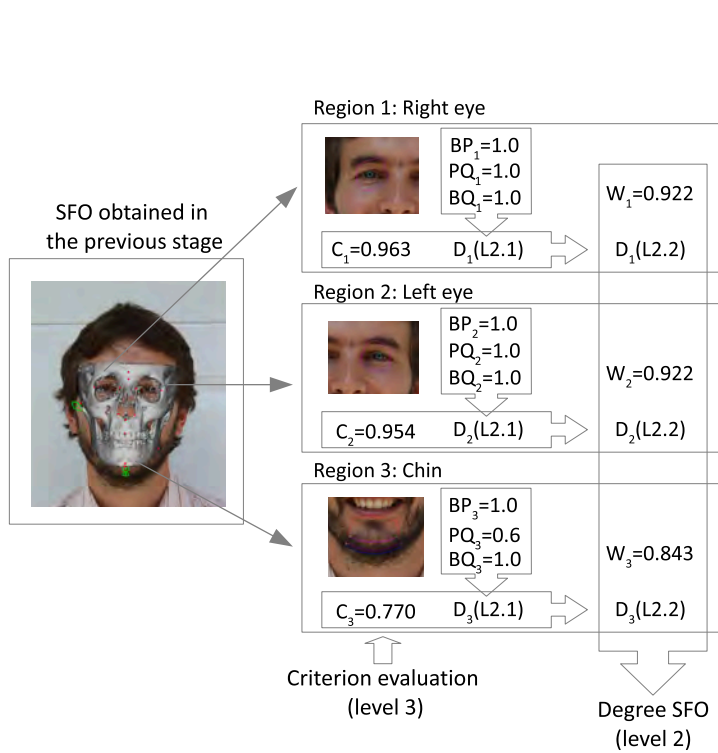 SFO obtained in
the previous stage
Region 1: Right eye
BP₁=1.0
PQ₁=1.0
BQ₁=1.0
W₁=0.922
C₁=0.963
D₁(L2.1)
D₁(L2.2)
Region 2: Left eye
BP₂=1.0
PQ₂=1.0
BQ₂=1.0
W₂=0.922
C₂=0.954
D₂(L2.1)
D₂(L2.2)
Region 3: Chin
BP₃=1.0
PQ₃=0.6
BQ₃=1.0
W₃=0.843
C₃=0.770
D₃(L2.1)
D₃(L2.2)
Criterion evaluation
(level 3)
Degree SFO
(level 2)